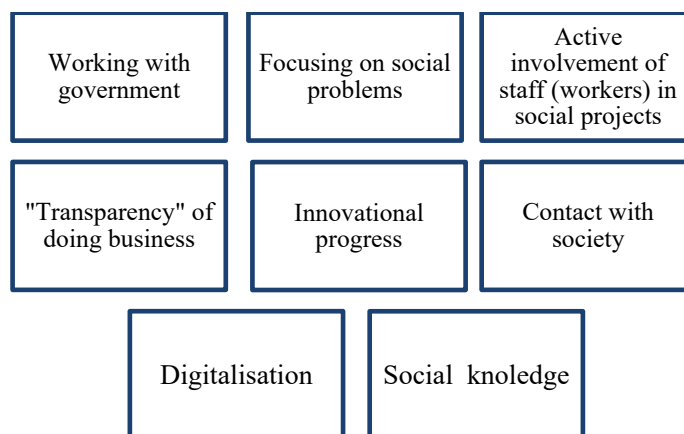 Working with
government
Focusing on social
problems
Active
involvement of
staff (workers) in
social projects
"Transparency" of
doing business
Innovational
progress
Contact with
society
Digitalisation
Social knoledge